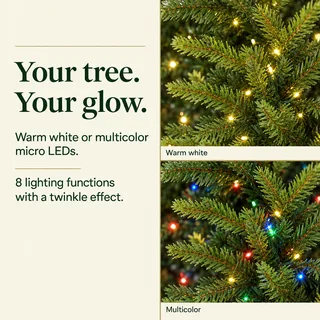 Your tree.
Your glow.
Warm white or multicolor
micro LEDs.
8 lighting functions
with a twinkle effect.
Warm white
Multicolor